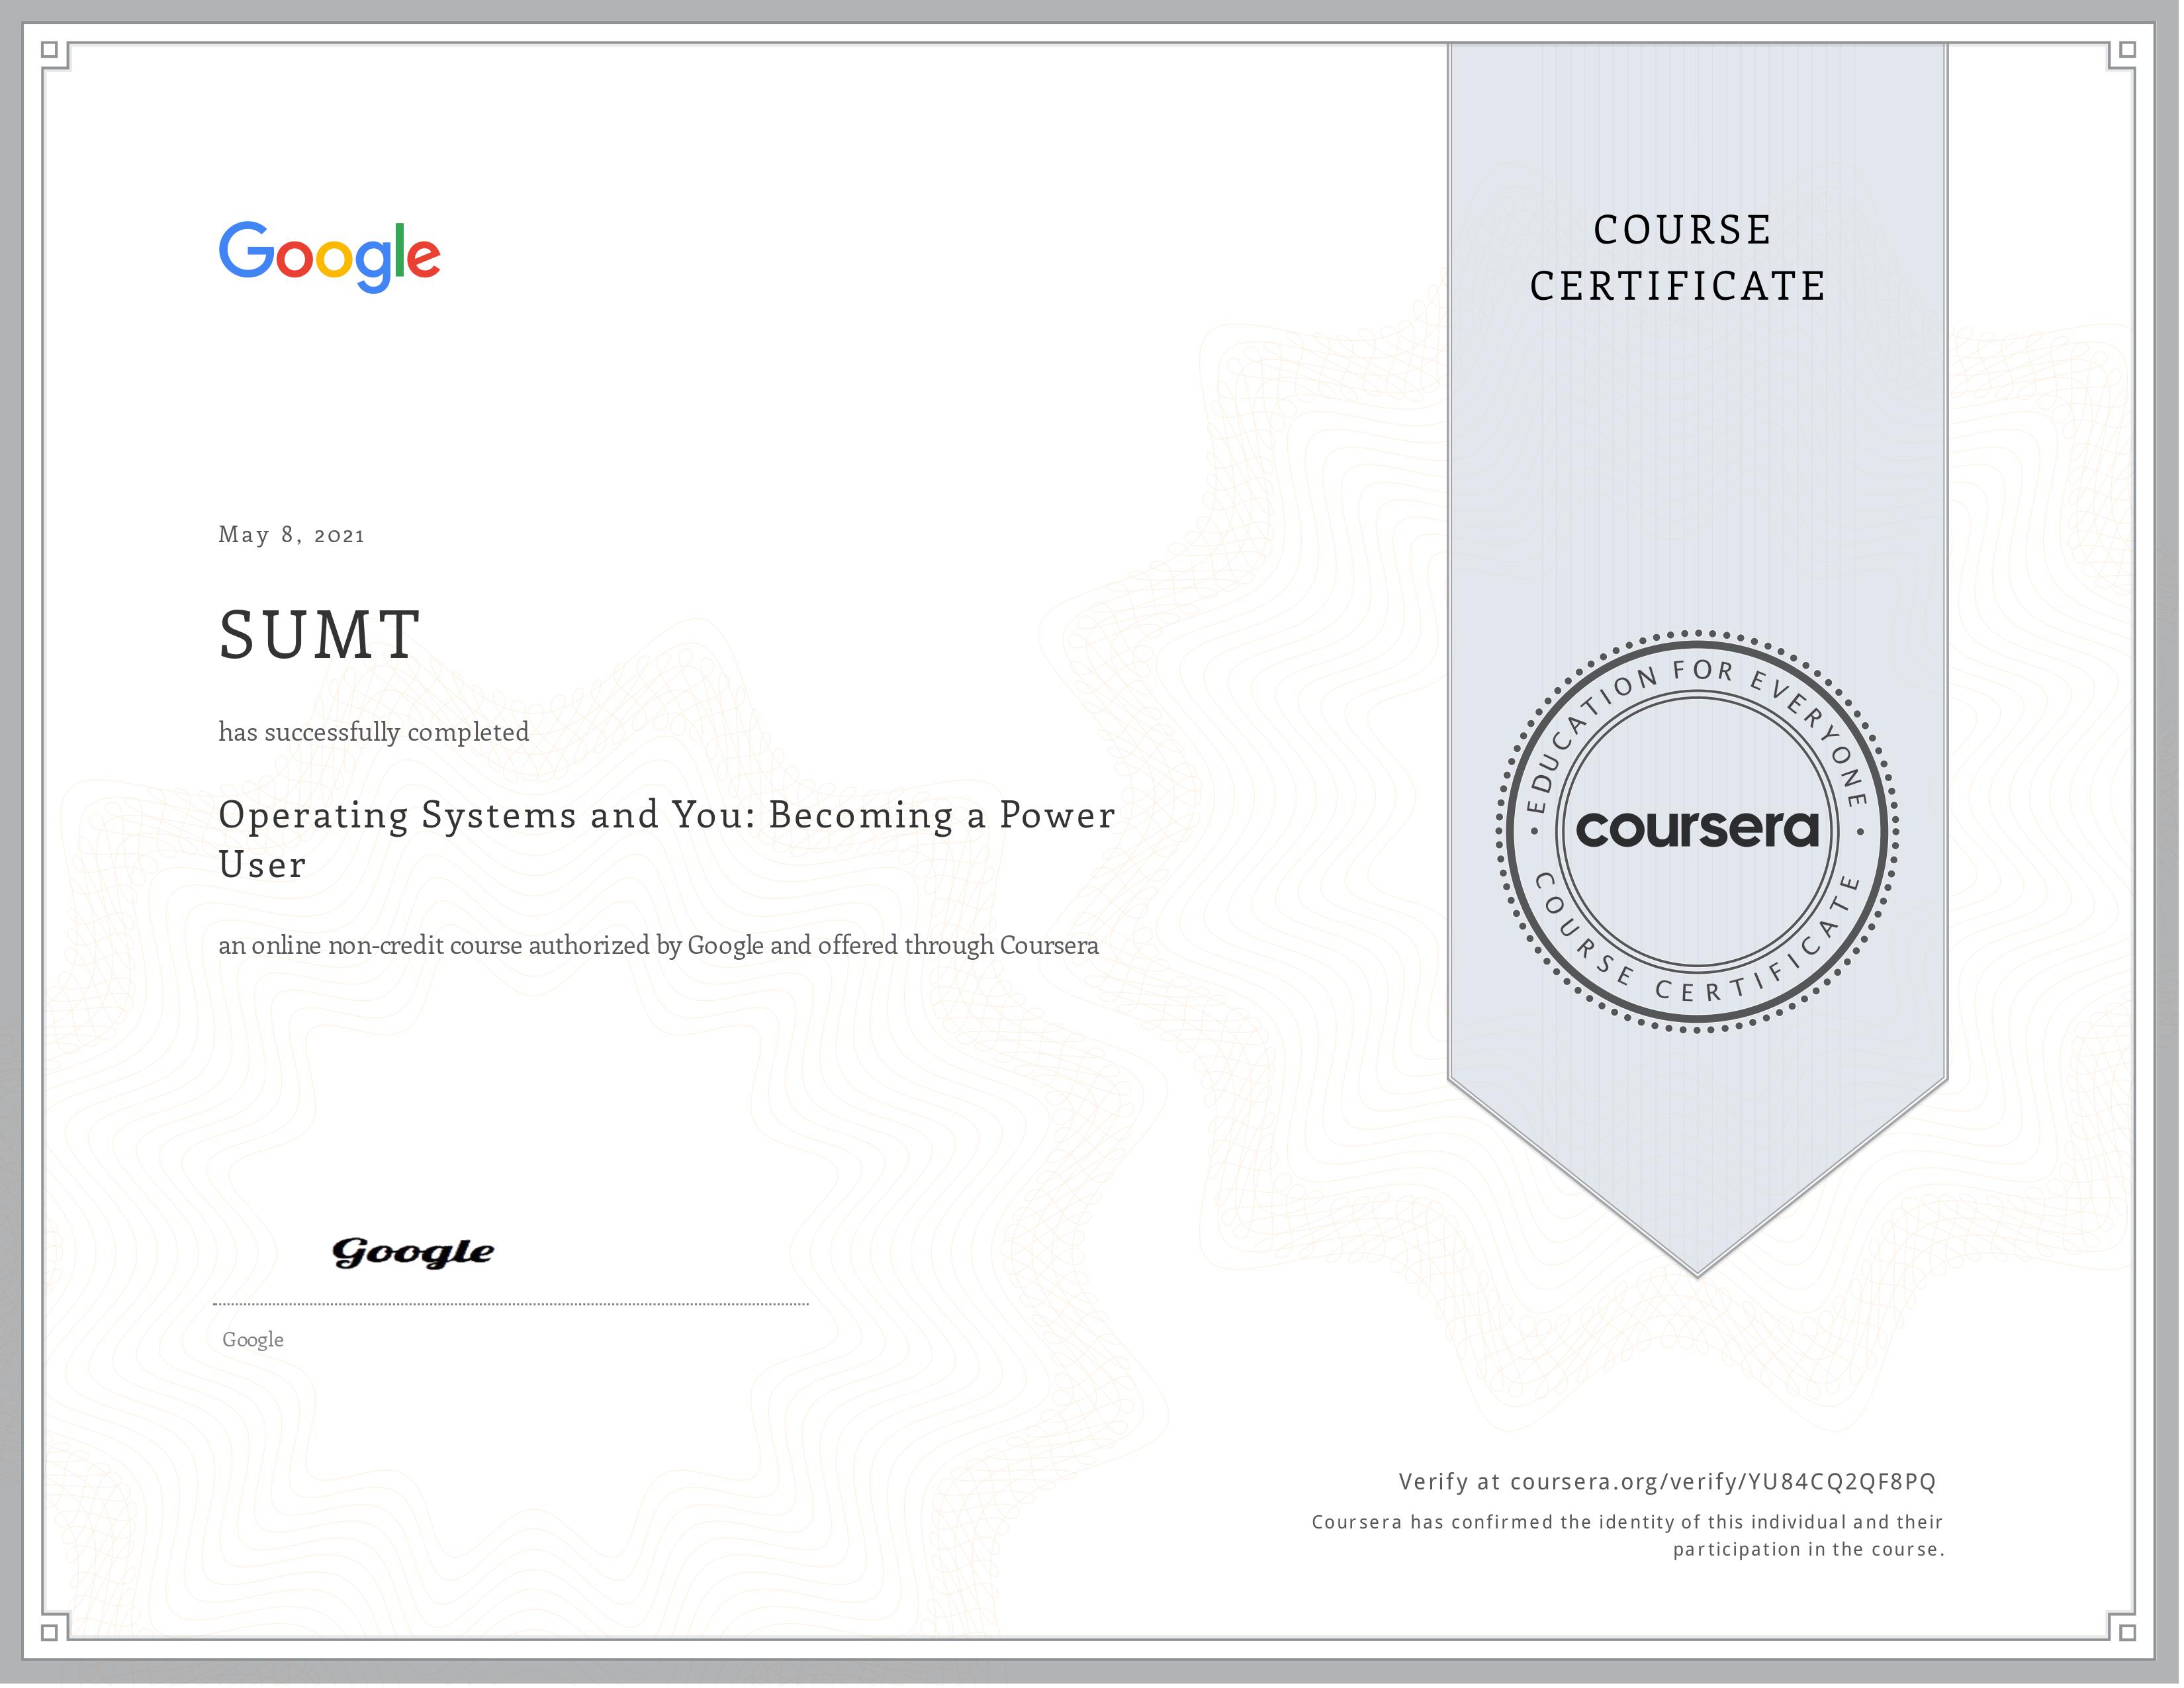 Google
COURSE
CERTIFICATE
May 8, 2021
SUMT
has successfully completed
Operating Systems and You: Becoming a Power
User
an online non-credit course authorized by Google and offered through Coursera
EDUCATION FOR EVERYONE
coursera
COURSE CERTIFICATE
Google
Google
Verify at coursera.org/verify/YU84CQ2QF8PQ
Coursera has confirmed the identity of this individual and their
participation in the course.